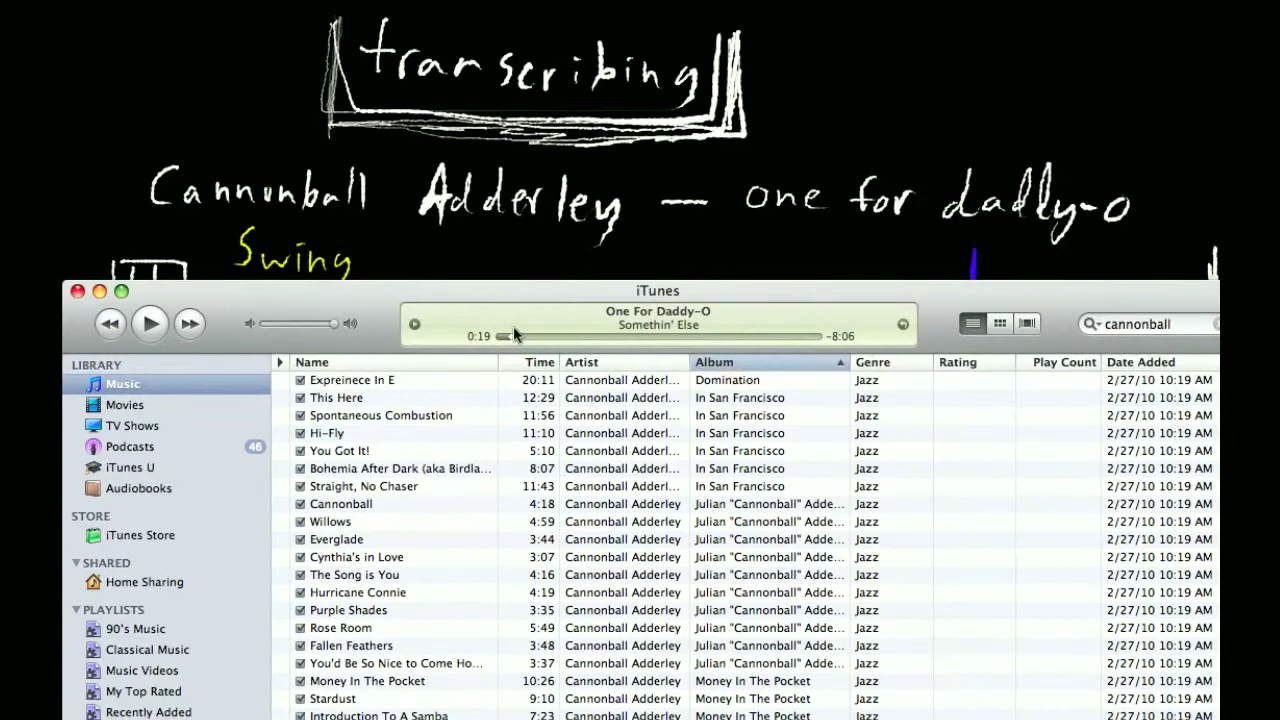 transcribing
Cannonball Adderley — one for daddy-o
Swing
iTunes
One For Daddy-O
Somethin' Else
0:19 -8:06
cannonball
LIBRARY
Music
Movies
TV Shows
Podcasts 46
iTunes U
Audiobooks
STORE
iTunes Store
SHARED
Home Sharing
PLAYLISTS
90's Music
Classical Music
Music Videos
My Top Rated
Recently Added
Name Time Artist Album Genre Rating Play Count Date Added
Expreinece In E 20:11 Cannonball Adderl... Domination Jazz 2/27/10 10:19 AM
This Here 12:29 Cannonball Adderl... In San Francisco Jazz 2/27/10 10:19 AM
Spontaneous Combustion 11:56 Cannonball Adderl... In San Francisco Jazz 2/27/10 10:19 AM
Hi-Fly 11:10 Cannonball Adderl... In San Francisco Jazz 2/27/10 10:19 AM
You Got It! 5:10 Cannonball Adderl... In San Francisco Jazz 2/27/10 10:19 AM
Bohemia After Dark (aka Birdla... 8:07 Cannonball Adderl... In San Francisco Jazz 2/27/10 10:19 AM
Straight, No Chaser 11:43 Cannonball Adderl... In San Francisco Jazz 2/27/10 10:19 AM
Cannonball 4:18 Cannonball Adderley Julian "Cannonball" Adde... Jazz 2/27/10 10:19 AM
Willows 4:59 Cannonball Adderley Julian "Cannonball" Adde... Jazz 2/27/10 10:19 AM
Everglade 3:44 Cannonball Adderley Julian "Cannonball" Adde... Jazz 2/27/10 10:19 AM
Cynthia's in Love 3:07 Cannonball Adderley Julian "Cannonball" Adde... Jazz 2/27/10 10:19 AM
The Song is You 4:16 Cannonball Adderley Julian "Cannonball" Adde... Jazz 2/27/10 10:19 AM
Hurricane Connie 4:19 Cannonball Adderley Julian "Cannonball" Adde... Jazz 2/27/10 10:19 AM
Purple Shades 3:35 Cannonball Adderley Julian "Cannonball" Adde... Jazz 2/27/10 10:19 AM
Rose Room 5:49 Cannonball Adderley Julian "Cannonball" Adde... Jazz 2/27/10 10:19 AM
Fallen Feathers 3:48 Cannonball Adderley Julian "Cannonball" Adde... Jazz 2/27/10 10:19 AM
You'd Be So Nice to Come Ho... 3:37 Cannonball Adderley Julian "Cannonball" Adde... Jazz 2/27/10 10:19 AM
Money In The Pocket 10:26 Cannonball Adderley Money In The Pocket Jazz 2/27/10 10:19 AM
Stardust 9:10 Cannonball Adderley Money In The Pocket Jazz 2/27/10 10:19 AM
Introduction To A Samba 7:23 Cannonball Adderley Money In The Pocket Jazz 2/27/10 10:19 AM